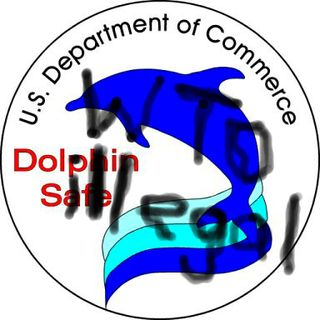 U.S. Department of Commerce
WTO
Dolphin
Safe
illegal